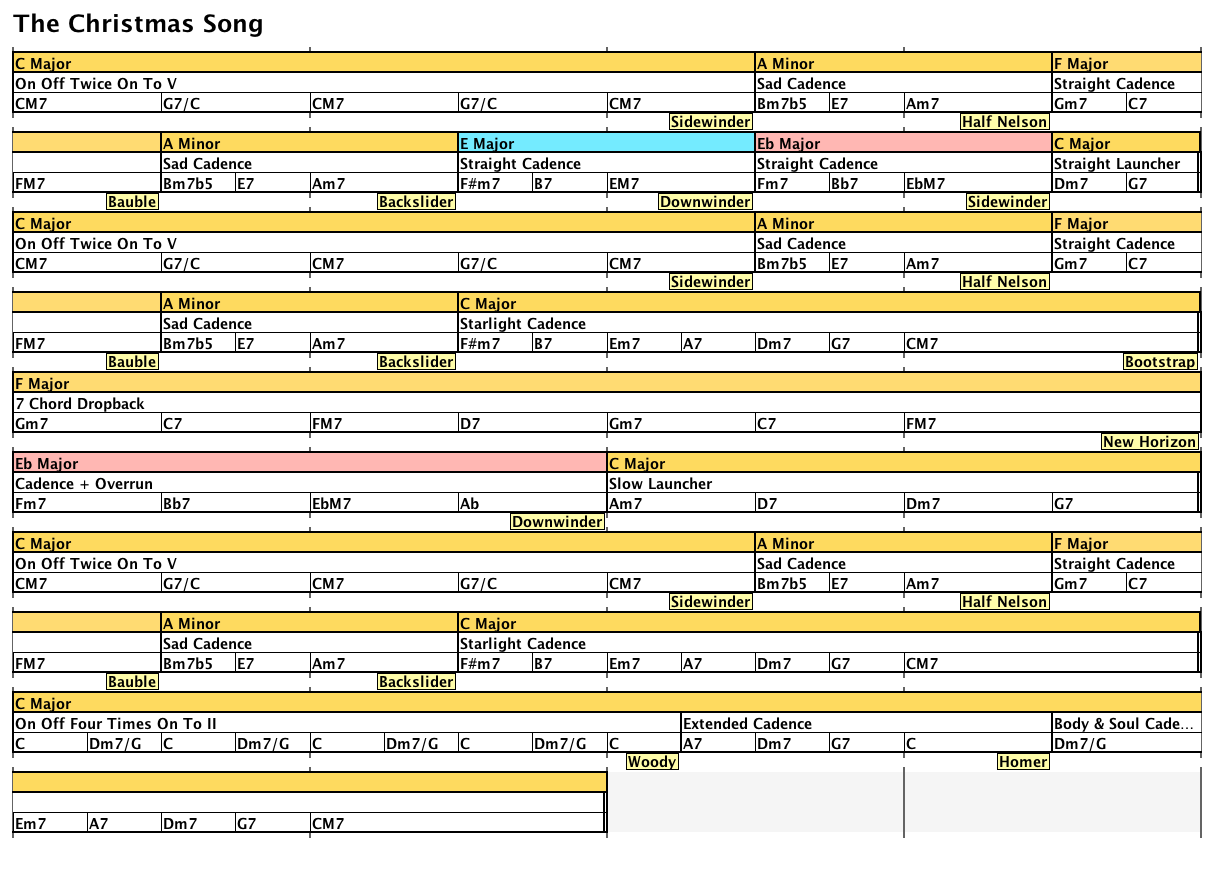 The Christmas Song
C Major A Minor F Major
On Off Twice On To V Sad Cadence Straight Cadence
CM7 G7/C CM7 G7/C CM7 Bm7b5 E7 Am7 Gm7 C7
Sidewinder Half Nelson
A Minor E Major Eb Major C Major
Sad Cadence Straight Cadence Straight Cadence Straight Launcher
FM7 Bm7b5 E7 Am7 F#m7 B7 EM7 Fm7 Bb7 EbM7 Dm7 G7
Bauble Backslider Downwinder Sidewinder
C Major A Minor F Major
On Off Twice On To V Sad Cadence Straight Cadence
CM7 G7/C CM7 G7/C CM7 Bm7b5 E7 Am7 Gm7 C7
Sidewinder Half Nelson
A Minor C Major
Sad Cadence Starlight Cadence
FM7 Bm7b5 E7 Am7 F#m7 B7 Em7 A7 Dm7 G7 CM7
Bauble Backslider Bootstrap
F Major
7 Chord Dropback
Gm7 C7 FM7 D7 Gm7 C7 FM7
New Horizon
Eb Major C Major
Cadence + Overrun Slow Launcher
Fm7 Bb7 EbM7 Ab Am7 D7 Dm7 G7
Downwinder
C Major A Minor F Major
On Off Twice On To V Sad Cadence Straight Cadence
CM7 G7/C CM7 G7/C CM7 Bm7b5 E7 Am7 Gm7 C7
Sidewinder Half Nelson
A Minor C Major
Sad Cadence Starlight Cadence
FM7 Bm7b5 E7 Am7 F#m7 B7 Em7 A7 Dm7 G7 CM7
Bauble Backslider
C Major
On Off Four Times On To II Extended Cadence Body & Soul Cade...
C Dm7/G C Dm7/G C Dm7/G C Dm7/G C A7 Dm7 G7 C Dm7/G
Woody Homer
Em7 A7 Dm7 G7 CM7